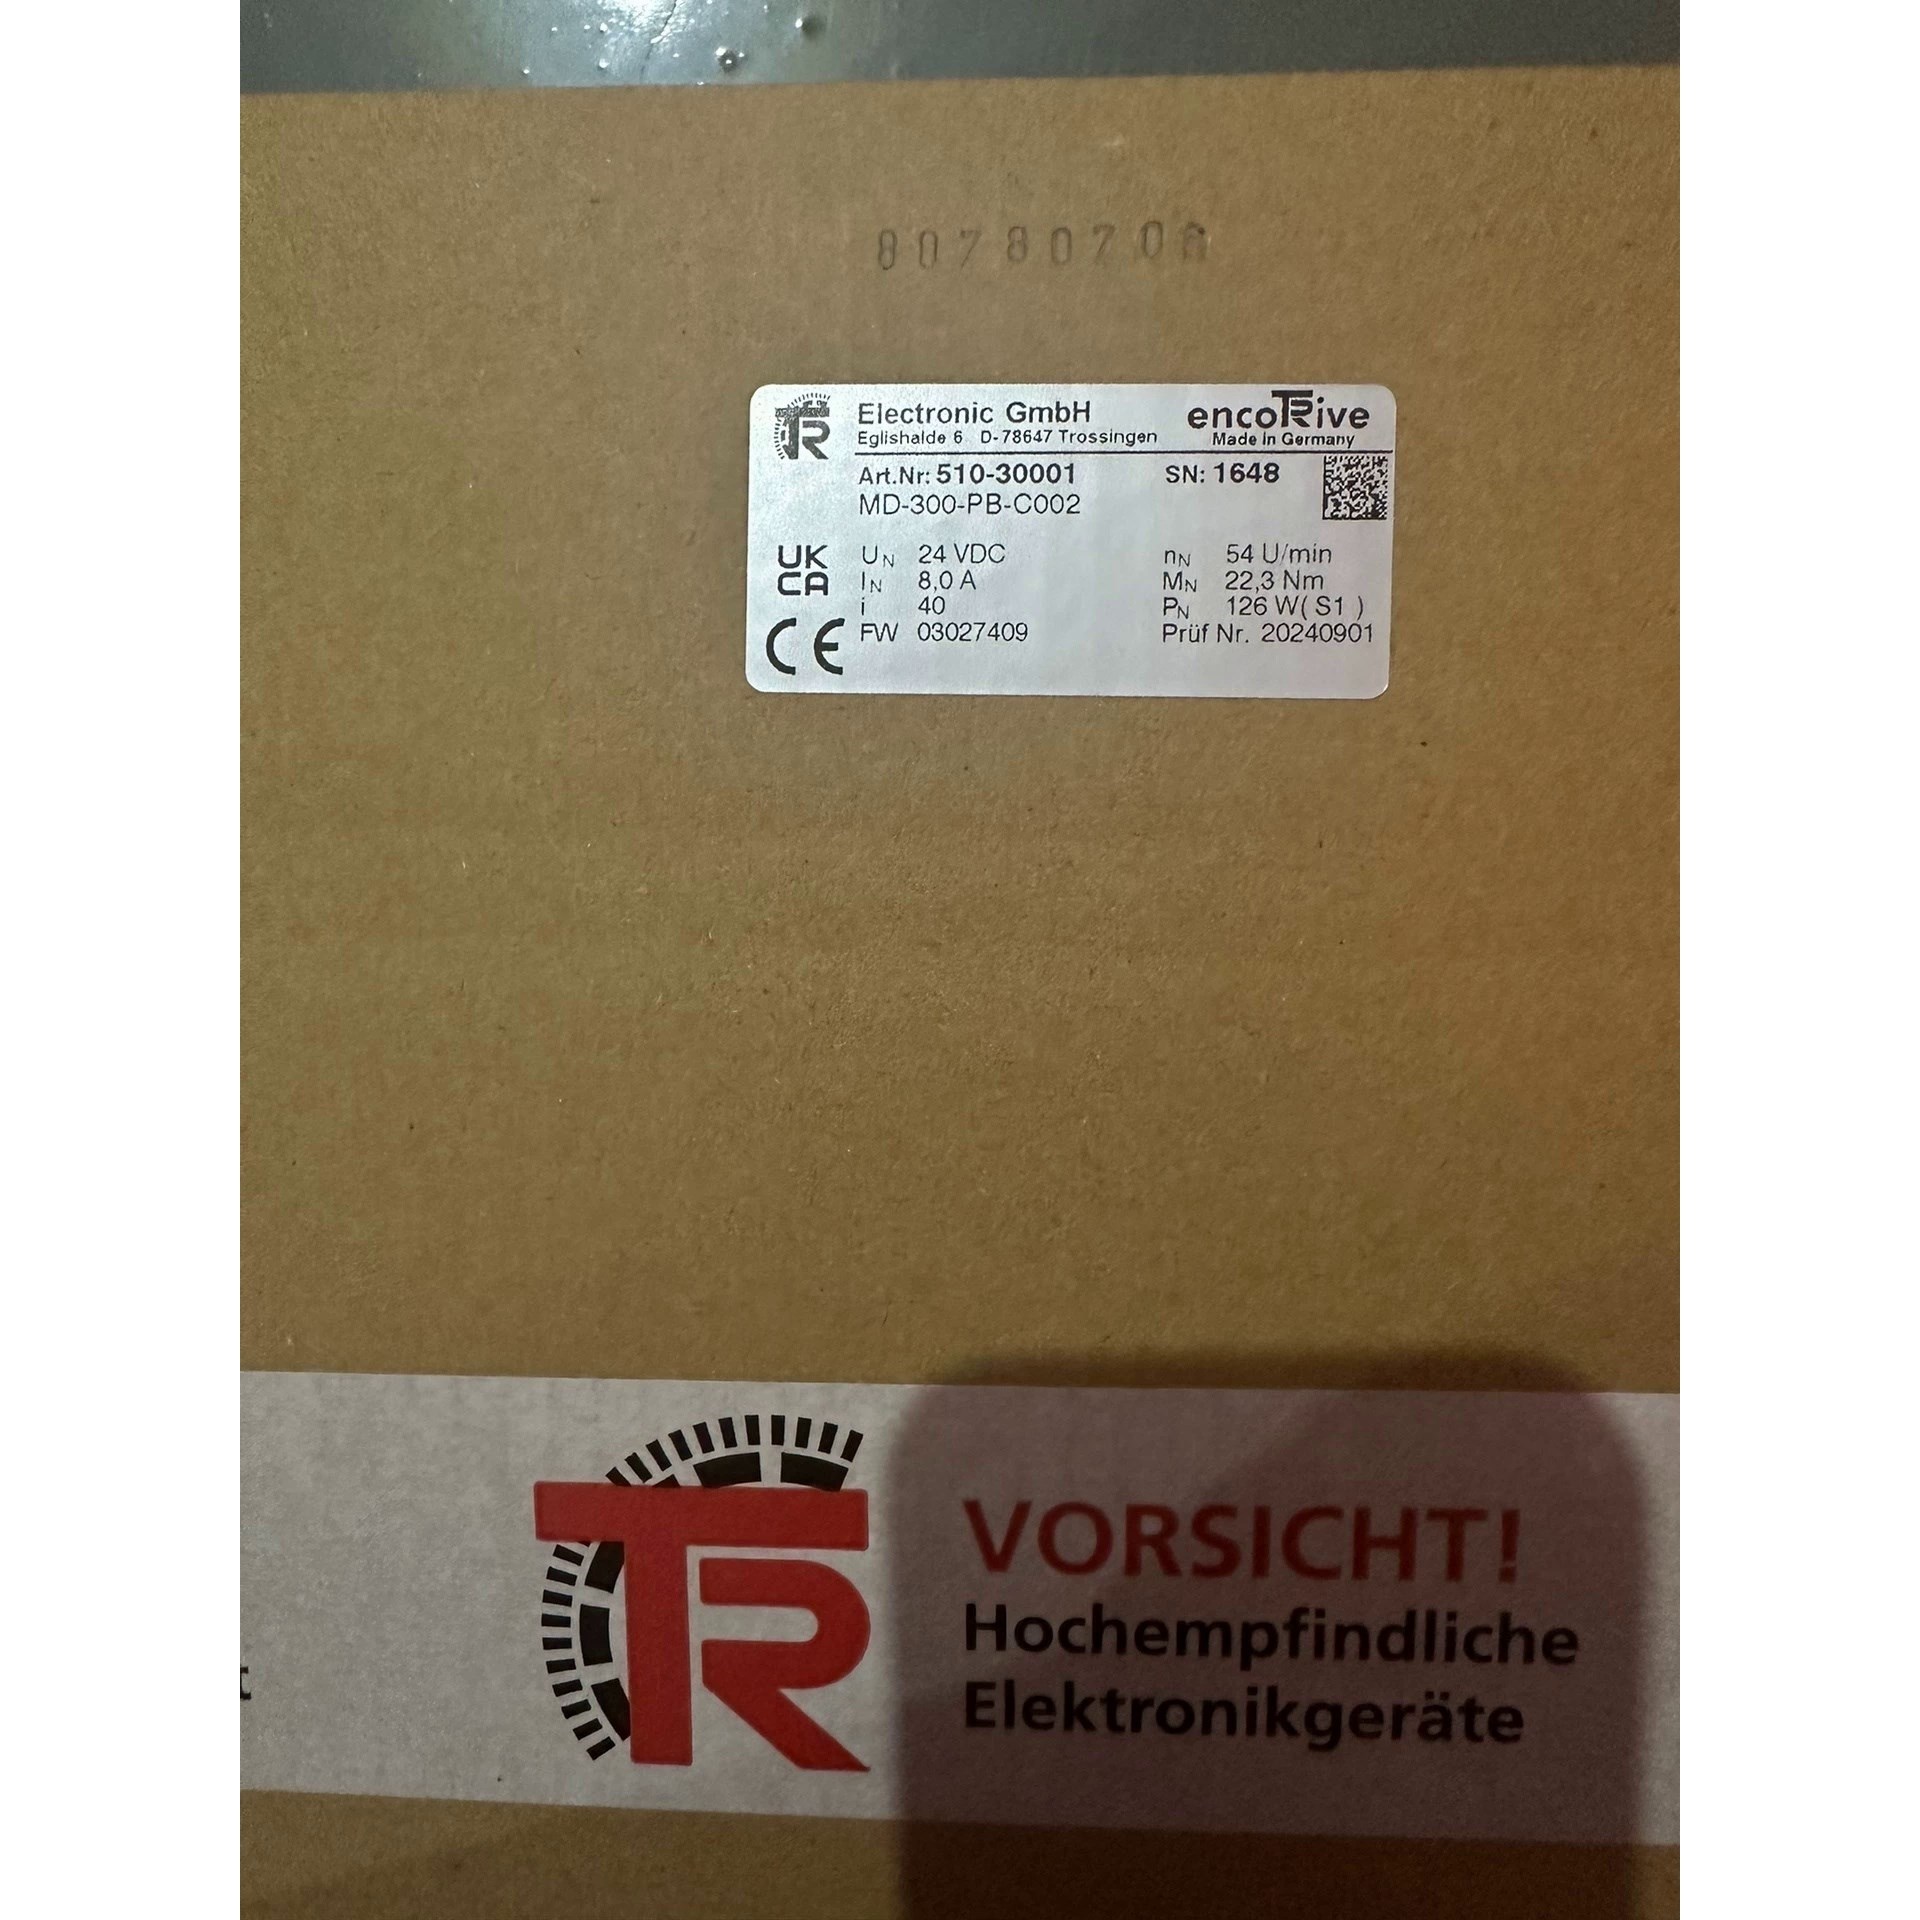 80780706
TR Electronic GmbH encoTRive
Eglishalde 6 D-78647 Trossingen Made in Germany
Art.Nr: 510-30001 SN: 1648
MD-300-PB-C002
UK CA
UN 24 VDC nN 54 U/min
IN 8,0 A MN 22,3 Nm
i 40 PN 126 W( S1 )
CE FW 03027409 Prüf Nr. 20240901
TR VORSICHT!
Hochempfindliche
Elektronikgeräte